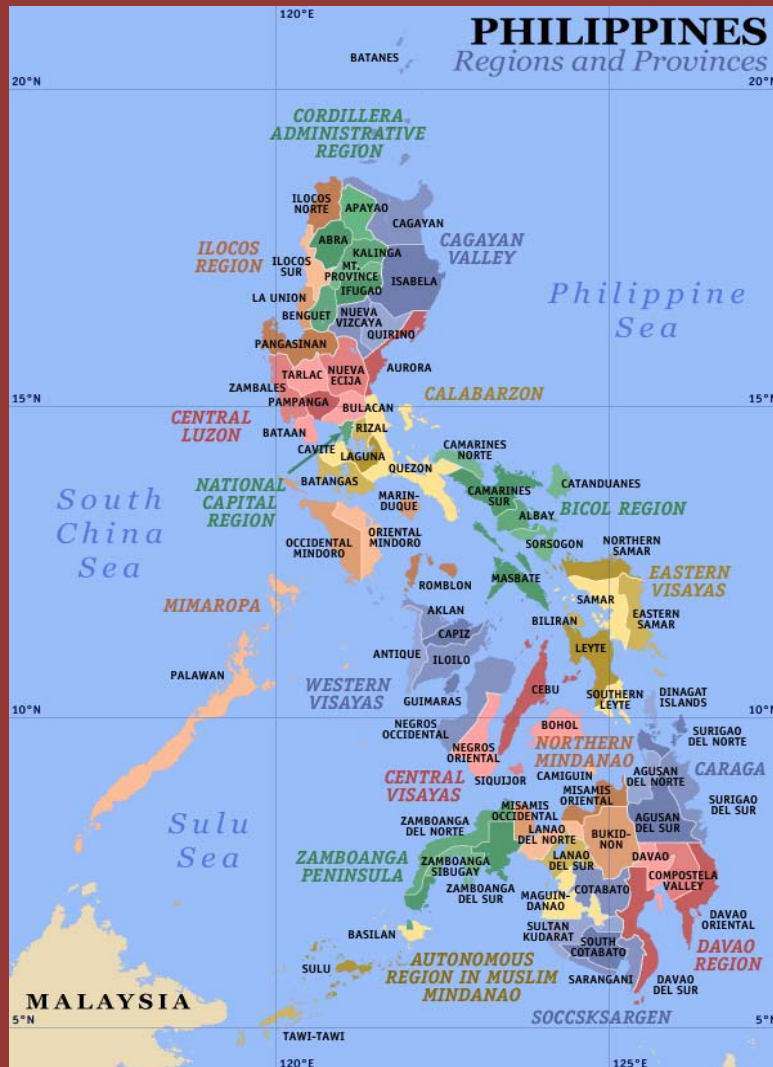 120°E
PHILIPPINES
Regions and Provinces
BATANES
20°N
CORDILLERA
ADMINISTRATIVE
REGION
ILOCOS
NORTE
APAYAO
CAGAYAN
ILOCOS
REGION
ABRA
KALINGA
CAGAYAN
VALLEY
ILOCOS
SUR
MT.
PROVINCE
ISABELA
IFUGAO
LA UNION
BENGUET
NUEVA
VIZCAYA
QUIRINO
Philippine
Sea
PANGASINAN
AURORA
TARLAC
NUEVA
ECIJA
ZAMBALES
PAMPANGA
BULACAN
CALABARZON
15°N
15°N
CENTRAL
LUZON
BATAAN
RIZAL
CAVITE
LAGUNA
QUEZON
CAMARINES
NORTE
NATIONAL
CAPITAL
REGION
BATANGAS
MARIN-
DUQUE
CAMARINES
SUR
CATANDUANES
ALBAY
BICOL REGION
South
China
Sea
OCCIDENTAL
MINDORO
ORIENTAL
MINDORO
SORSOGON
NORTHERN
SAMAR
MIMAROPA
ROMBLON
MASBATE
EASTERN
VISAYAS
SAMAR
AKLAN
BILIRAN
EASTERN
SAMAR
CAPIZ
ANTIQUE
ILOILO
LEYTE
PALAWAN
WESTERN
VISAYAS
GUIMARAS
CEBU
SOUTHERN
LEYTE
DINAGAT
ISLANDS
10°N
10°N
NEGROS
OCCIDENTAL
BOHOL
SURIGAO
DEL NORTE
NEGROS
ORIENTAL
NORTHERN
MINDANAO
CENTRAL
VISAYAS
SIQUIJOR
CAMIGUIN
AGUSAN
DEL NORTE
CARAGA
MISAMIS
ORIENTAL
MISAMIS
OCCIDENTAL
SURIGAO
DEL SUR
Sulu
Sea
ZAMBOANGA
DEL NORTE
LANAO
DEL NORTE
BUKID-
NON
AGUSAN
DEL SUR
ZAMBOANGA
PENINSULA
ZAMBOANGA
SIBUGAY
LANAO
DEL SUR
DAVAO
COMPOSTELA
VALLEY
ZAMBOANGA
DEL SUR
MAGUIN-
DANAO
COTABATO
DAVAO
ORIENTAL
BASILAN
SULTAN
KUDARAT
SOUTH
COTABATO
DAVAO
REGION
SULU
AUTONOMOUS
REGION IN MUSLIM
MINDANAO
SARANGANI
DAVAO
DEL SUR
MALAYSIA
SOCCSKSARGEN
5°N
5°N
TAWI-TAWI
120°E
125°E